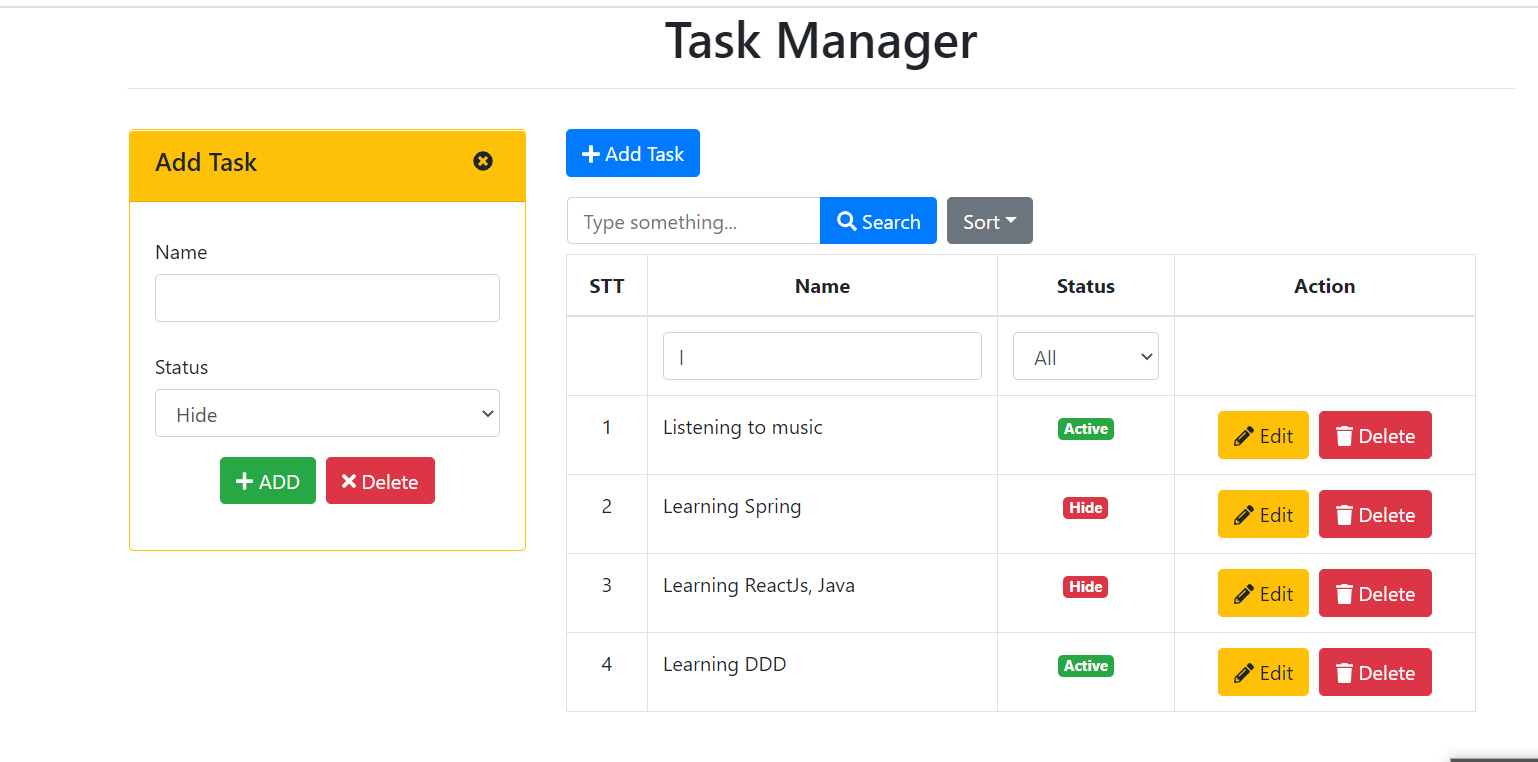 Task Manager
Add Task
Name
Status
Hide
ADD Delete
Add Task
Type something... Search Sort
STT Name Status Action
l All
1 Listening to music Active Edit Delete
2 Learning Spring Hide Edit Delete
3 Learning ReactJs, Java Hide Edit Delete
4 Learning DDD Active Edit Delete